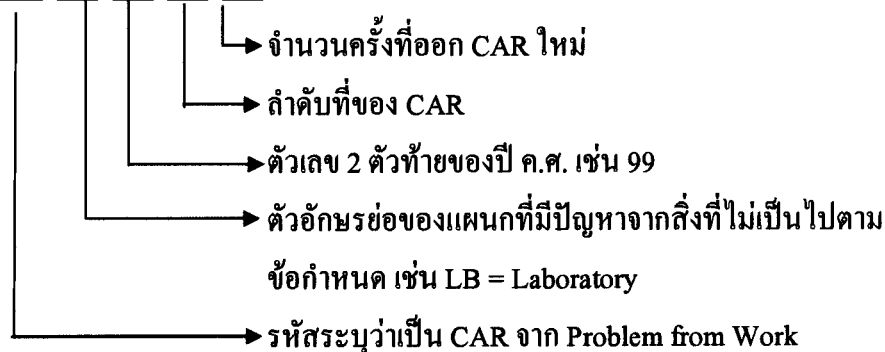 จำนวนครั้งที่ออก CAR ใหม่
ลำดับที่ของ CAR
ตัวเลข 2 ตัวท้ายของปี ค.ศ. เช่น 99
ตัวอักษรย่อของแผนกที่มีปัญหาจากสิ่งที่ไม่เป็นไปตาม
ข้อกำหนด เช่น LB = Laboratory
รหัสระบุว่าเป็น CAR จาก Problem from Work